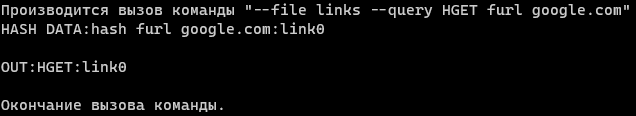 Производится вызов команды "--file links --query HGET furl google.com"
HASH DATA:hash furl google.com:link0
OUT:HGET:link0
Окончание вызова команды.